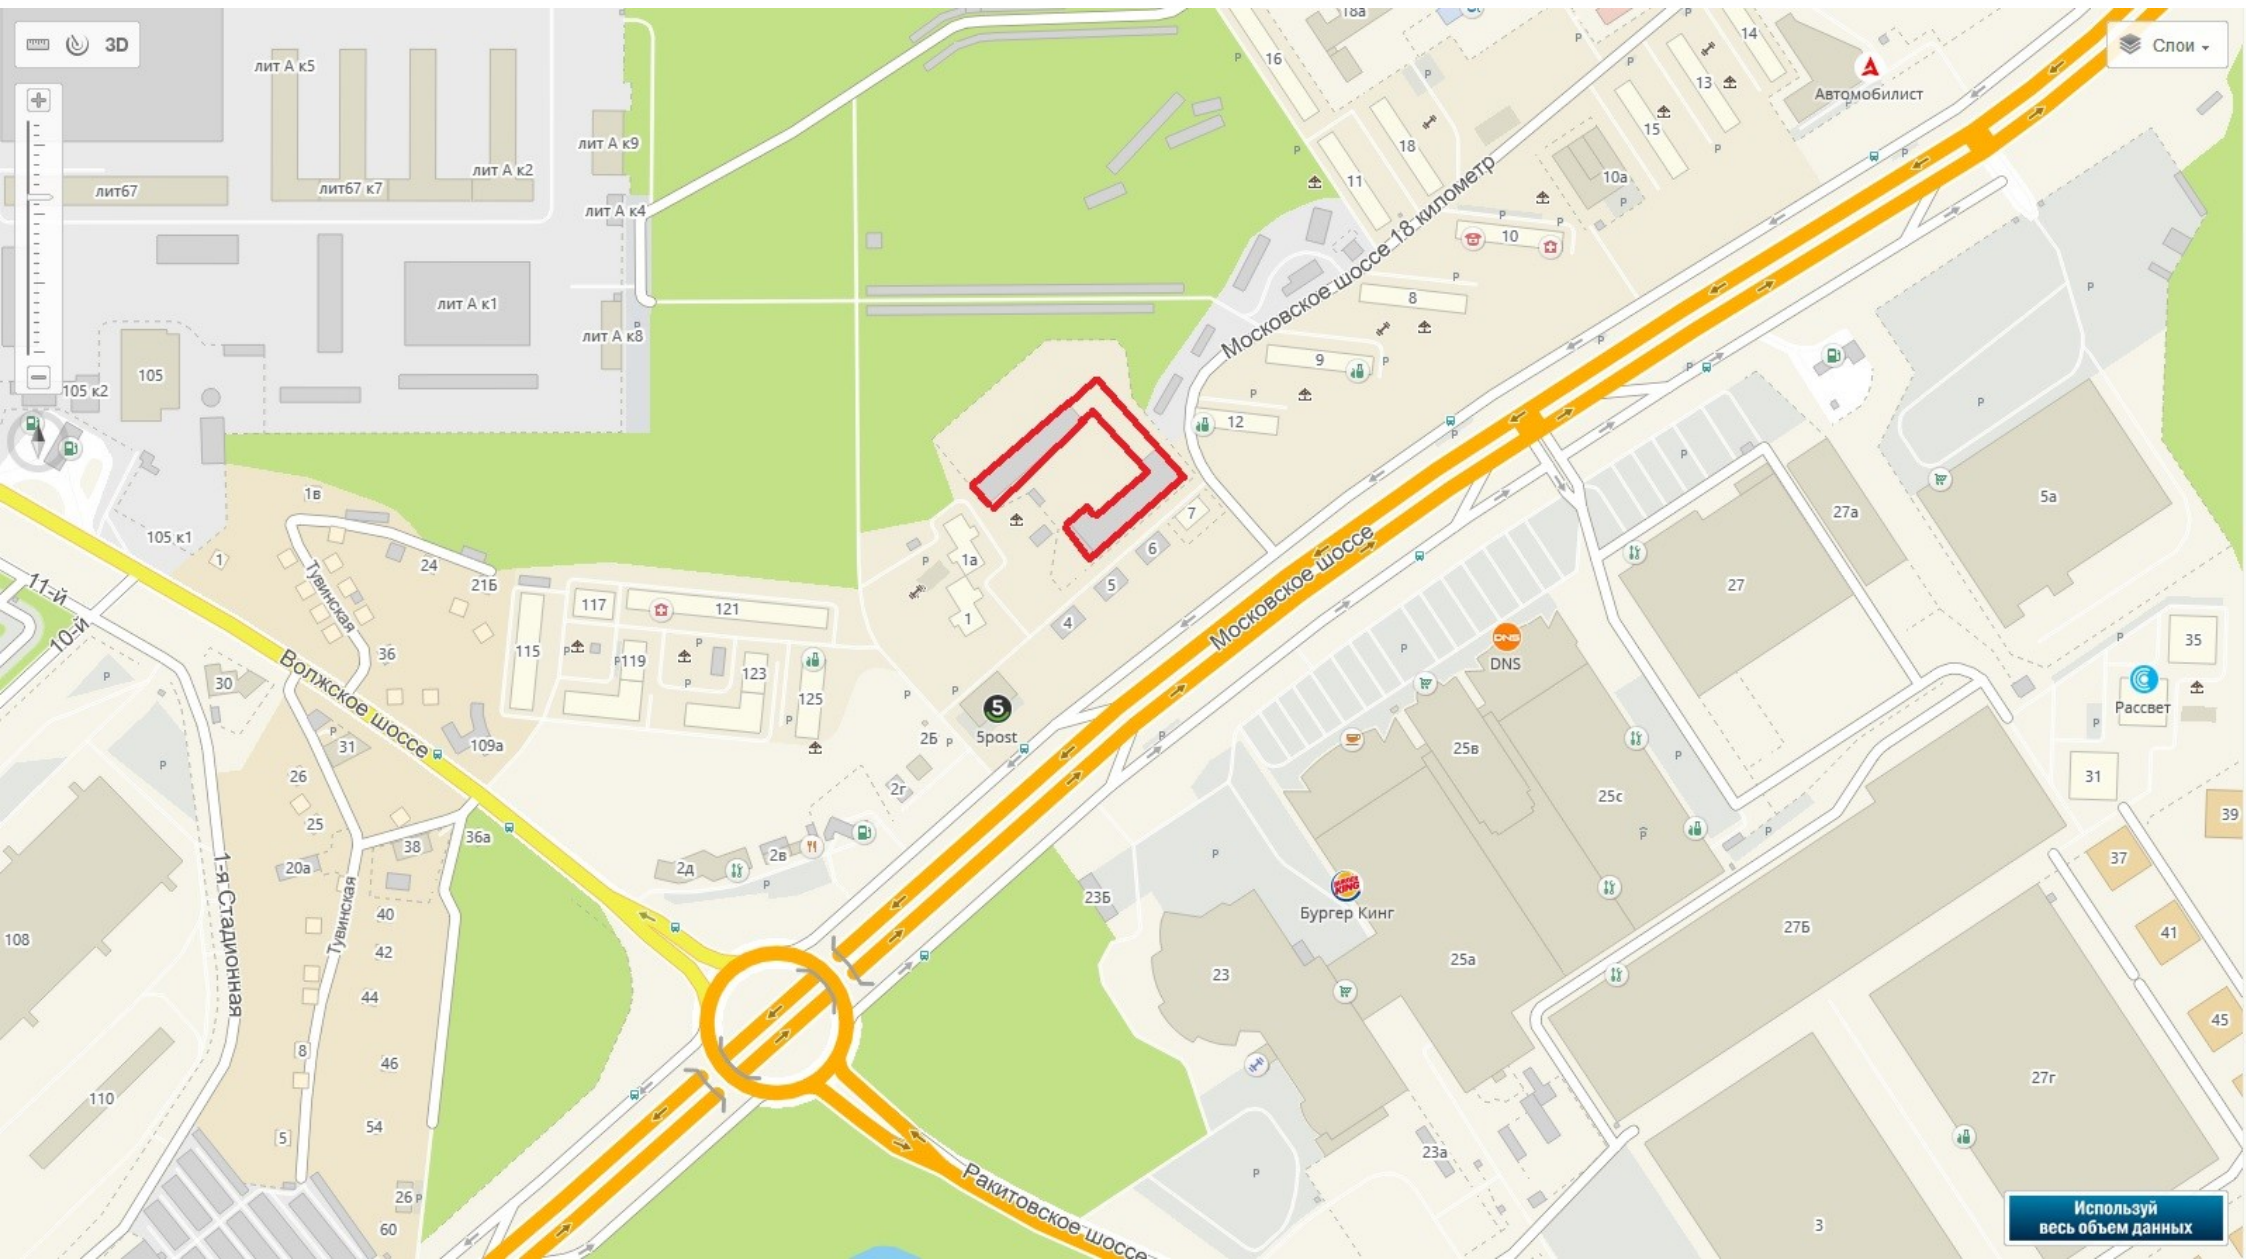 3D
Слои
18а
16
14
лит А к5
13
Автомобилист
лит А к9
18
15
лит А к2
11
10а
лит67
лит67 к7
лит А к4
Московское шоссе 18 километр
10
лит А к1
8
лит А к8
9
105
105 к2
12
27а
5а
1в
7
105 к1
6
1
24
1а
Московское шоссе
11-й
Тувинская
21Б
5
27
117
121
10-й
4
1
115
119
36
DNS
35
30
Волжское шоссе
123
125
5
5post
Рассвет
2Б
109а
31
25в
26
31
2г
25с
25
36а
39
38
2в
37
20а
2д
1-я Стадионная
23Б
Бургер Кинг
Тувинская
40
27Б
41
108
42
23
25а
44
45
8
46
27г
110
54
5
23а
Ракитовское шоссе
26
60
3
Используй
весь объем данных